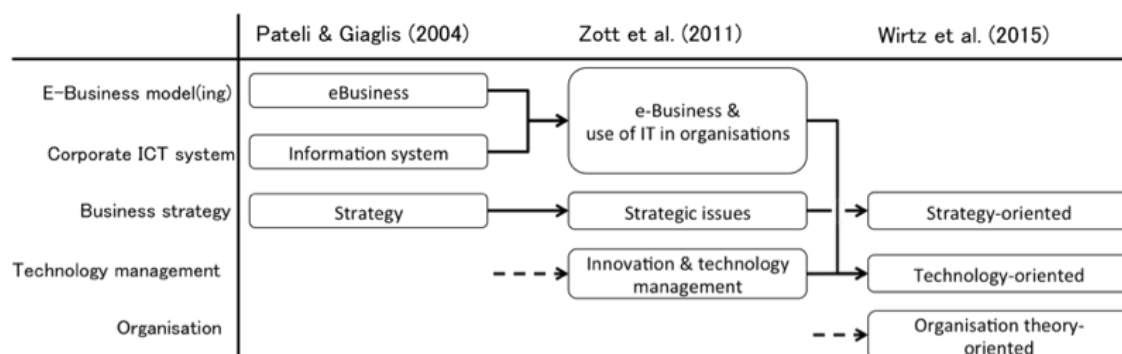 Pateli & Giaglis (2004) Zott et al. (2011) Wirtz et al. (2015)
E-Business model(ing) eBusiness
e-Business &
use of IT in organisations
Corporate ICT system Information system
Business strategy Strategy Strategic issues Strategy-oriented
Technology management Innovation & technology
management Technology-oriented
Organisation Organisation theory-
oriented